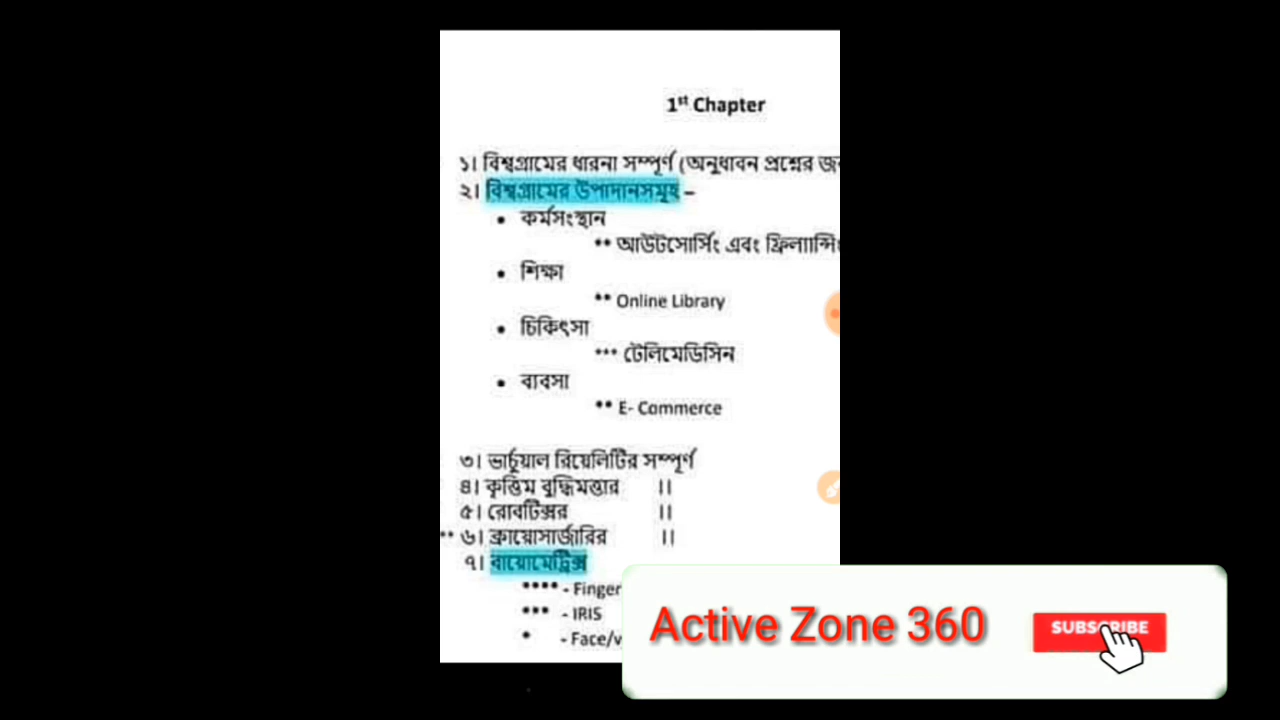 1st Chapter
১। বিশ্বগ্রামের ধারনা সম্পূর্ণ (অনুধাবন প্রশ্নের
২। বিশ্বগ্রামের উপাদানসমূহ –
• কর্মসংস্থান
** আউটসোর্সিং এবং
• শিক্ষা
** Online Library
• চিকিৎসা
*** টেলিমেডিসিন
• ব্যবসা
** E- Commerce
৩। ভার্চুয়াল রিয়েলিটির সম্পূর্ণ
৪। কৃত্তিম বুদ্ধিমত্তার ।।
৫। রোবটিক্সর ।।
** ৬। ক্রায়োসার্জারির ।।
৭। বায়োমেট্রিক্স
**** - Finger
*** - IRIS
* - Face/v
Active Zone 360
SUBSCRIBE